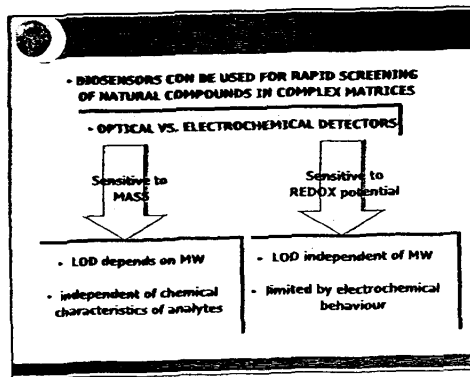 • BIOSENSORS CAN BE USED FOR RAPID SCREENING
OF NATURAL COMPOUNDS IN COMPLEX MATRICES
• OPTICAL VS. ELECTROCHEMICAL DETECTORS
Sensitive to
MASS
Sensitive to
REDOX potential
• LOD depends on MW
• independent of chemical
characteristics of analytes
• LOD independent of MW
• limited by electrochemical
behaviour